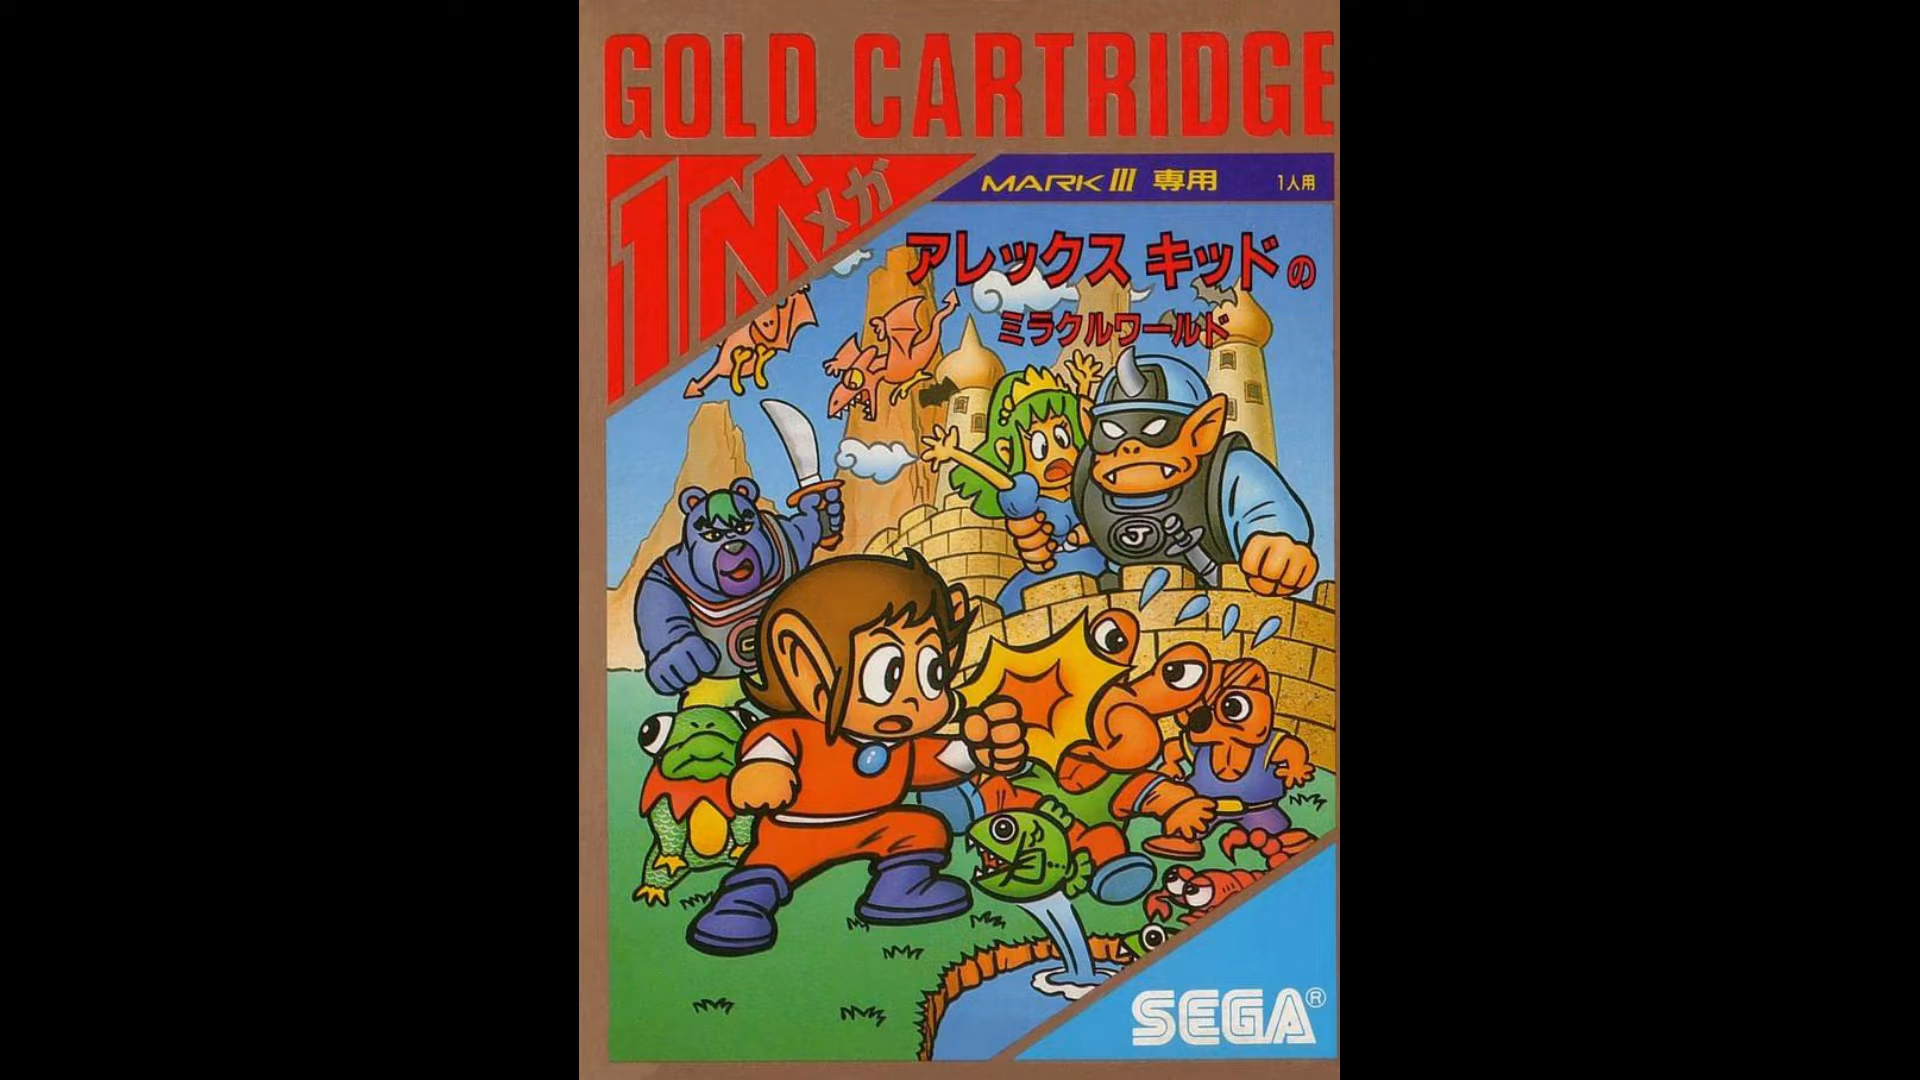 GOLD CARTRIDGE
1Mメガ
MARK III 専用 1人用
アレックス キッドの
ミラクルワールド
SEGA®